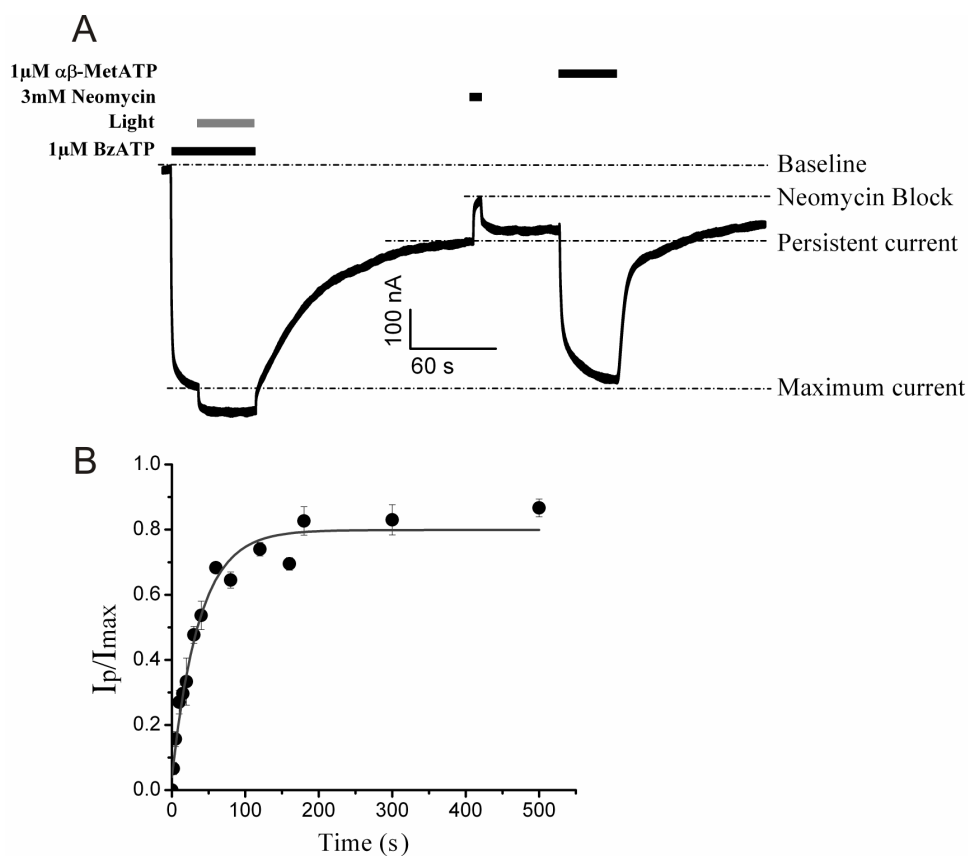 A
1µM αβ-MetATP
3mM Neomycin
Light
1µM BzATP
Baseline
Neomycin Block
Persistent current
100 nA
60 s
Maximum current
B
1.0
0.8
0.6
0.4
0.2
0.0
Ip/Imax
0 100 200 300 400 500
Time (s)